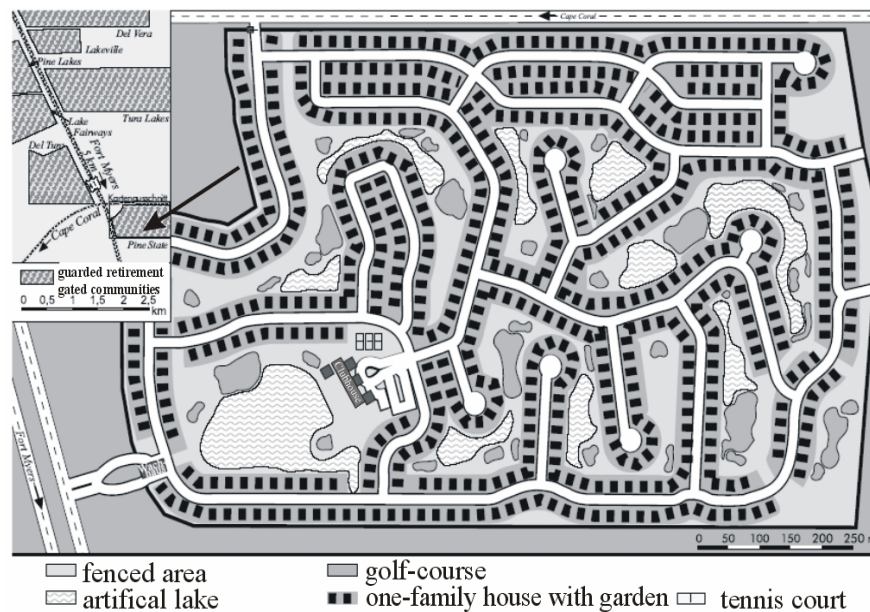 Cape Coral
Del Vera
Lakeville
Pine Lakes
Tura Lakes
Lake
Fairways
Del Tura
Fort Myers
5 km
Cape Coral
Pine State
guarded retirement
gated communities
0 0,5 1 1,5 2 2,5
km
Clubhouse
Fort Myers
0 50 100 150 200 250 m
fenced area
golf-course
artifical lake
one-family house with garden
tennis court